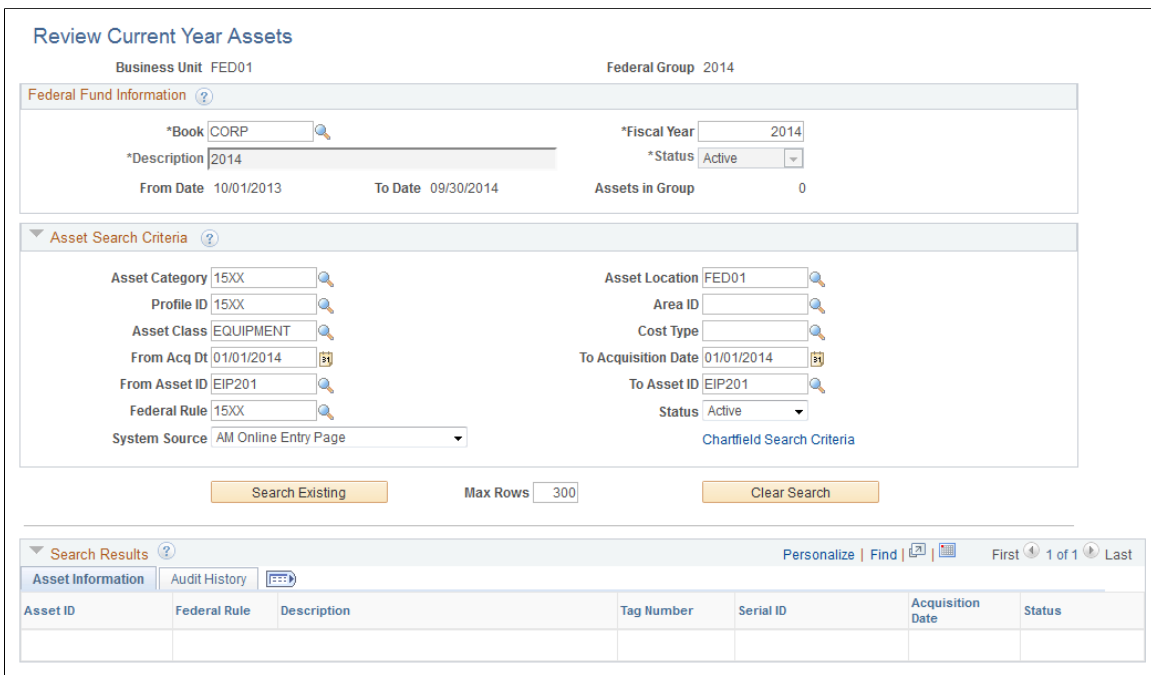 Review Current Year Assets
Business Unit FED01 Federal Group 2014
Federal Fund Information ?
*Book CORP *Fiscal Year 2014
*Description 2014 *Status Active
From Date 10/01/2013 To Date 09/30/2014 Assets in Group 0
Asset Search Criteria ?
Asset Category 15XX Asset Location FED01
Profile ID 15XX Area ID
Asset Class EQUIPMENT Cost Type
From Acq Dt 01/01/2014 31 To Acquisition Date 01/01/2014 31
From Asset ID EIP201 To Asset ID EIP201
Federal Rule 15XX Status Active
System Source AM Online Entry Page Chartfield Search Criteria
Search Existing Max Rows 300 Clear Search
Search Results ? Personalize | Find | | First 1 of 1 Last
Asset Information Audit History
Asset ID Federal Rule Description Tag Number Serial ID Acquisition Date Status